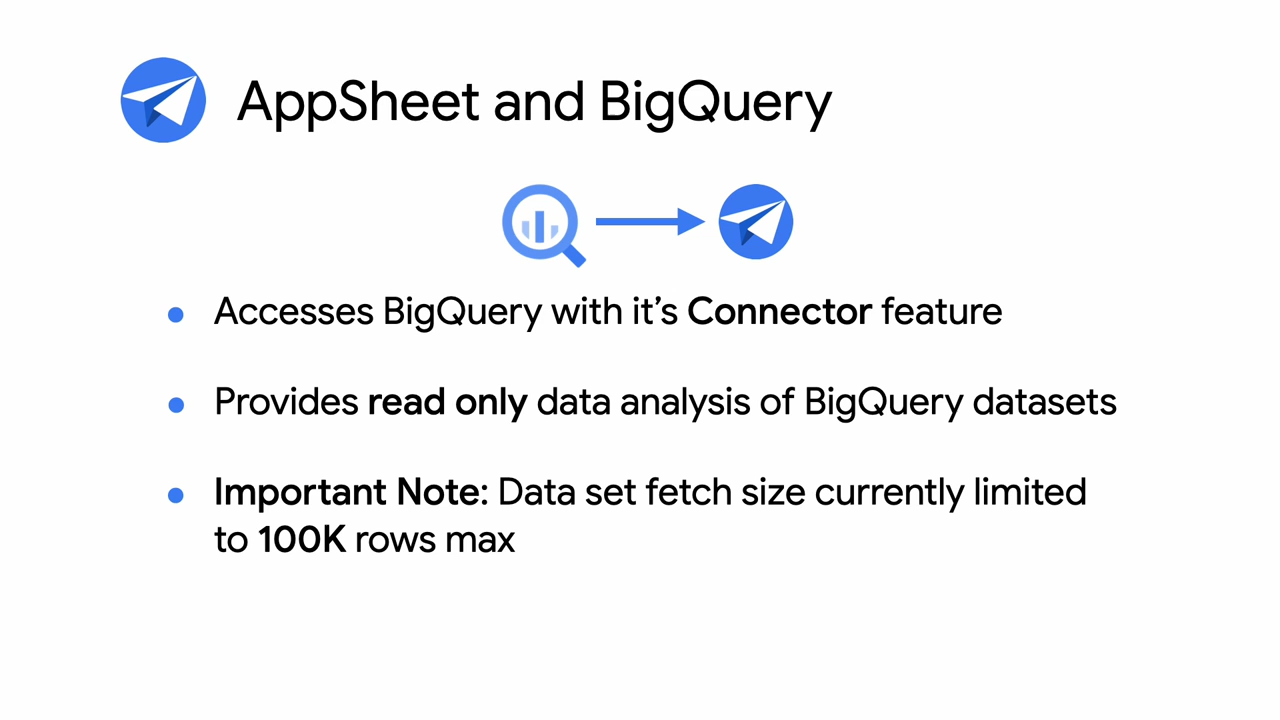 AppSheet and BigQuery
Accesses BigQuery with it’s Connector feature
Provides read only data analysis of BigQuery datasets
Important Note: Data set fetch size currently limited
to 100K rows max